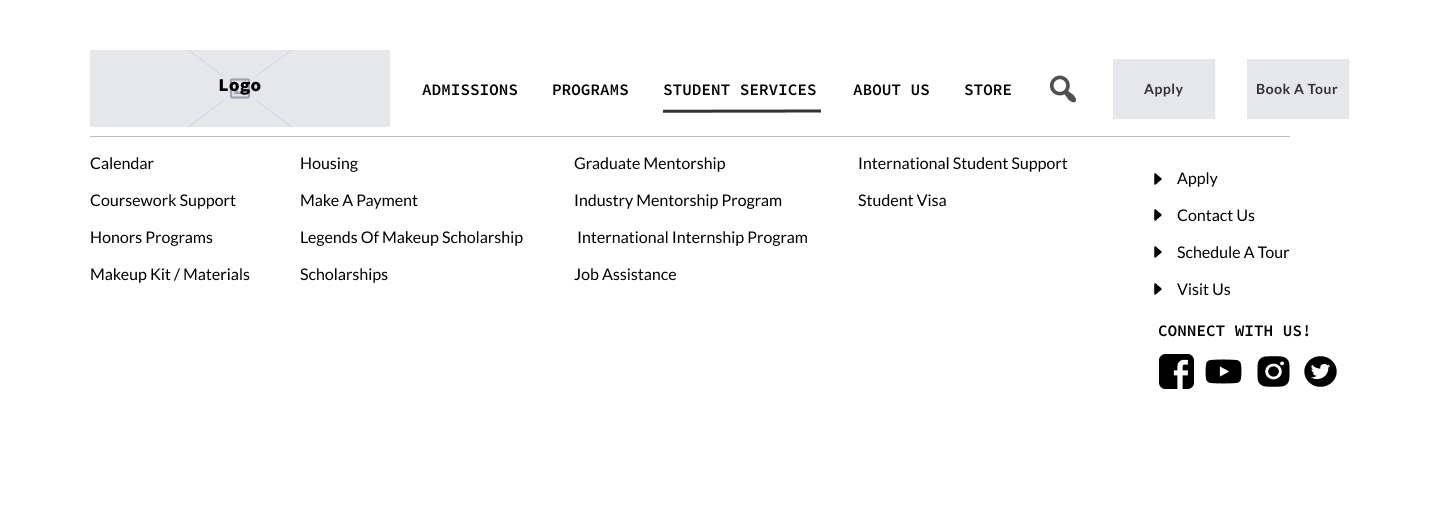 Logo
ADMISSIONS PROGRAMS STUDENT SERVICES ABOUT US STORE Apply Book A Tour
Calendar
Coursework Support
Honors Programs
Makeup Kit / Materials
Housing
Make A Payment
Legends Of Makeup Scholarship
Scholarships
Graduate Mentorship
Industry Mentorship Program
International Internship Program
Job Assistance
International Student Support
Student Visa
Apply
Contact Us
Schedule A Tour
Visit Us
CONNECT WITH US!